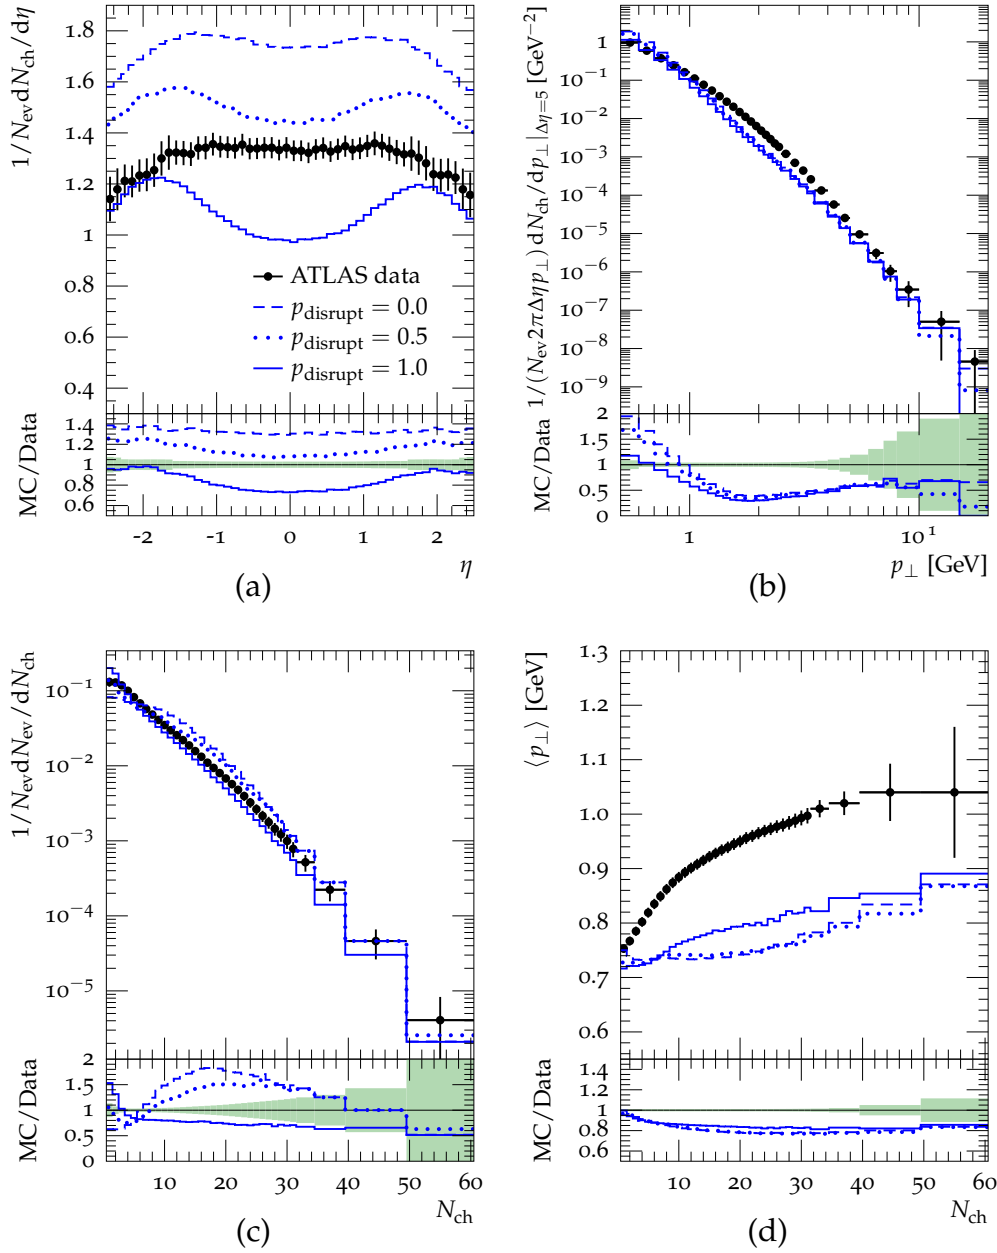 1/N_ev dN_ch/dη
1.8
1.6
1.4
1.2
1
0.8
0.6
0.4
ATLAS data
p_disrupt = 0.0
p_disrupt = 0.5
p_disrupt = 1.0
MC/Data
1.4
1.2
1
0.8
0.6
-2 -1 0 1 2
η
(a)
1/(N_ev 2πΔηp_⊥) dN_ch/dp_⊥|_Δη=5 [GeV⁻²]
1
10⁻¹
10⁻²
10⁻³
10⁻⁴
10⁻⁵
10⁻⁶
10⁻⁷
10⁻⁸
10⁻⁹
MC/Data
2
1.5
1
0.5
0
1 10¹
p_⊥ [GeV]
(b)
1/N_ev dN_ev/dN_ch
10⁻¹
10⁻²
10⁻³
10⁻⁴
10⁻⁵
MC/Data
2
1.5
1
0.5
0
10 20 30 40 50 60
N_ch
(c)
⟨p_⊥⟩ [GeV]
1.3
1.2
1.1
1.0
0.9
0.8
0.7
0.6
MC/Data
1.4
1.2
1
0.8
0.6
10 20 30 40 50 60
N_ch
(d)